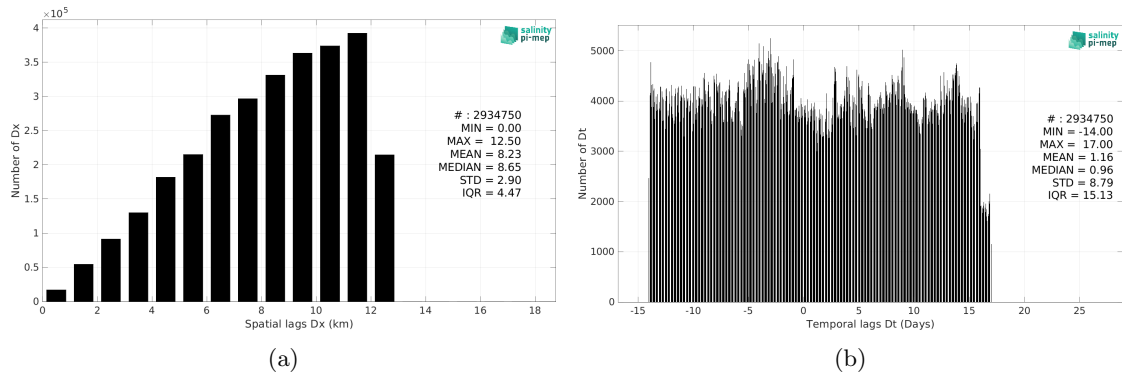 ×10⁵
4
3.5
3
2.5
2
1.5
1
0.5
0
Number of Dx
0 2 4 6 8 10 12 14 16 18
Spatial lags Dx (km)
salinity
pi-mep
# : 2934750
MIN = 0.00
MAX = 12.50
MEAN = 8.23
MEDIAN = 8.65
STD = 2.90
IQR = 4.47
(a)
5000
4000
3000
2000
1000
0
Number of Dt
-15 -10 -5 0 5 10 15 20 25
Temporal lags Dt (Days)
salinity
pi-mep
# : 2934750
MIN = -14.00
MAX = 17.00
MEAN = 1.16
MEDIAN = 0.96
STD = 8.79
IQR = 15.13
(b)